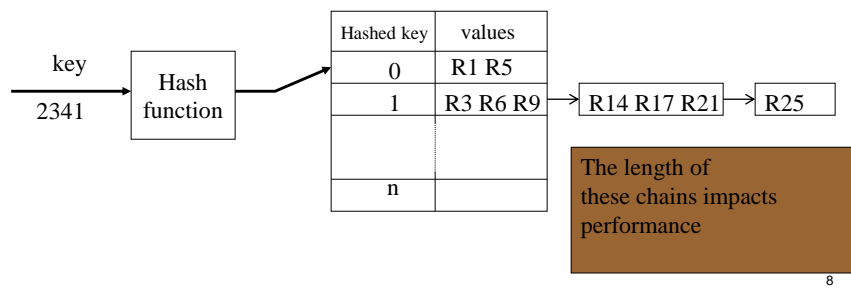 Hashed key values
key
2341
Hash
function
0 R1 R5
1 R3 R6 R9 R14 R17 R21 R25
n
The length of
these chains impacts
performance
8